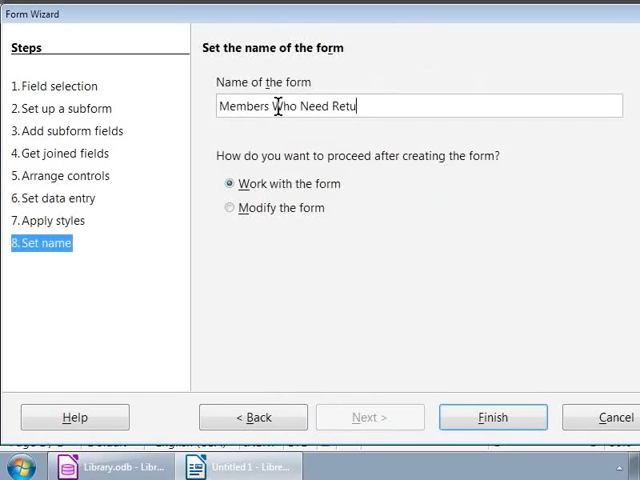 Form Wizard
Steps
1. Field selection
2. Set up a subform
3. Add subform fields
4. Get joined fields
5. Arrange controls
6. Set data entry
7. Apply styles
8. Set name
Set the name of the form
Name of the form
Members Who Need Retu
How do you want to proceed after creating the form?
Work with the form
Modify the form
Help
< Back
Next >
Finish
Cancel
Library.odb - Libr...
Untitled 1 - Libre...